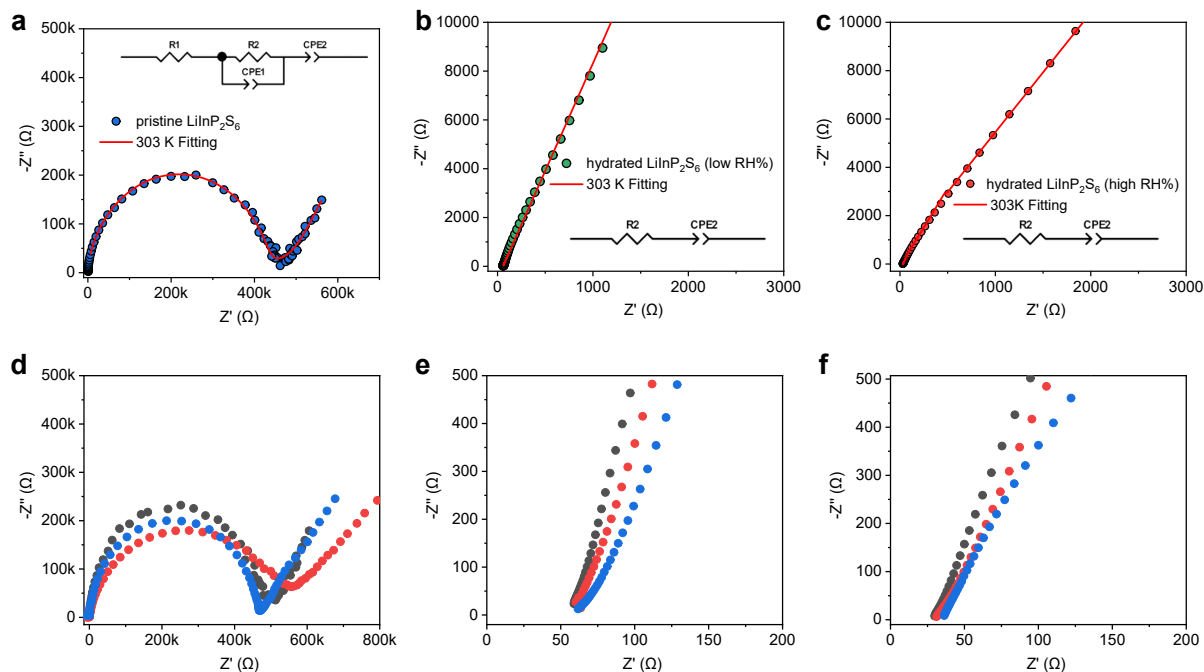 a
500k
400k
300k
200k
100k
0
-Z'' (Ω)
R1
R2
CPE2
CPE1
pristine LiInP₂S₆
303 K Fitting
0
200k
400k
600k
Z' (Ω)
b
10000
8000
6000
4000
2000
0
-Z'' (Ω)
hydrated LiInP₂S₆ (low RH%)
303 K Fitting
R2
CPE2
0
1000
2000
3000
Z' (Ω)
c
10000
8000
6000
4000
2000
0
-Z'' (Ω)
hydrated LiInP₂S₆ (high RH%)
303K Fitting
R2
CPE2
0
1000
2000
3000
Z' (Ω)
d
500k
400k
300k
200k
100k
0
-Z'' (Ω)
0
200k
400k
600k
800k
Z' (Ω)
e
500
400
300
200
100
0
-Z'' (Ω)
0
50
100
150
200
Z' (Ω)
f
500
400
300
200
100
0
-Z'' (Ω)
0
50
100
150
200
Z' (Ω)